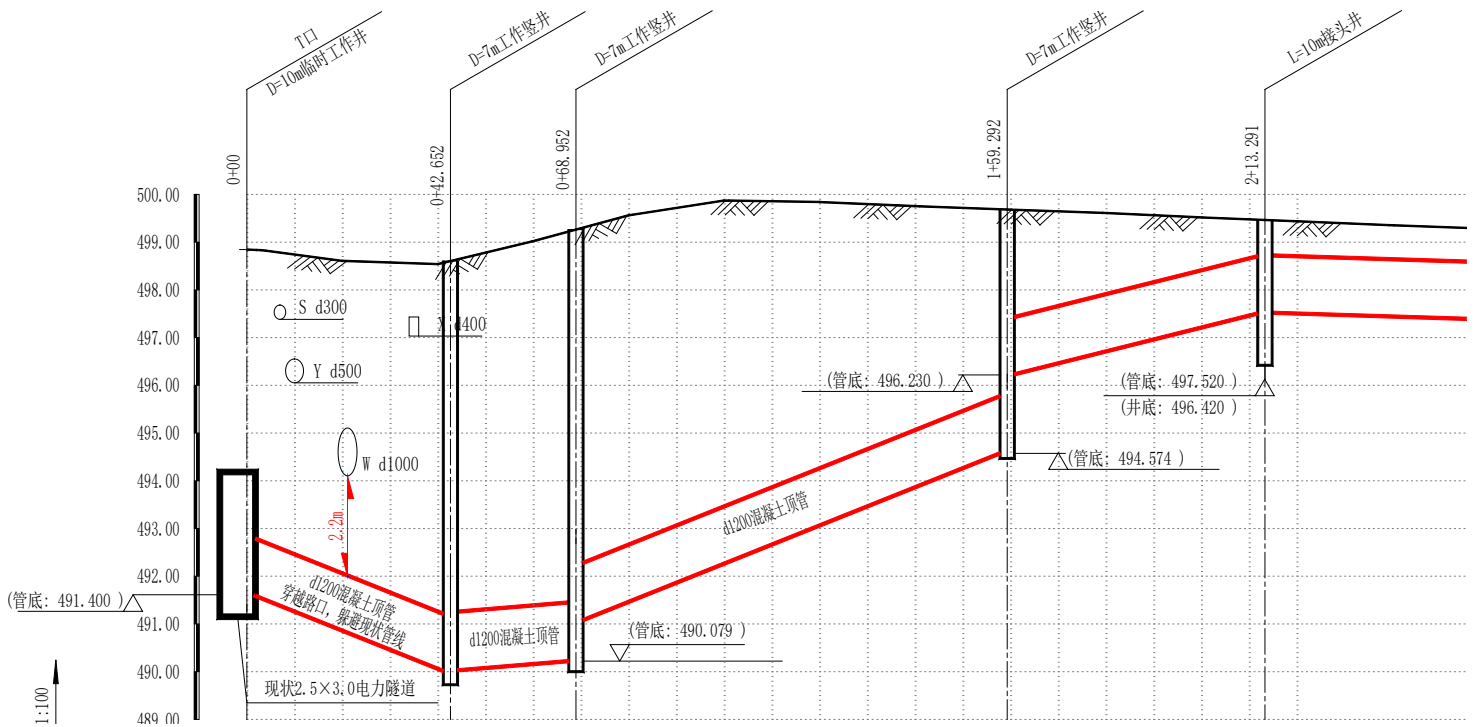 T口
D=10m临时工作井
D=7m工作竖井
D=7m工作竖井
D=7m工作竖井
L=10m接头井
0+00
0+42.652
0+68.952
1+59.292
2+13.291
500.00
499.00
498.00
497.00
496.00
495.00
494.00
493.00
492.00
491.00
490.00
489.00
S d300
X d400
Y d500
W d1000
2.2m
(管底: 496.230 )
(管底: 497.520 )
(井底: 496.420 )
(管底: 494.574 )
d1200混凝土顶管
d1200混凝土顶管
穿越路口, 躲避现状管线
d1200混凝土顶管
(管底: 491.400 )
(管底: 490.079 )
现状2.5×3.0电力隧道
1:100